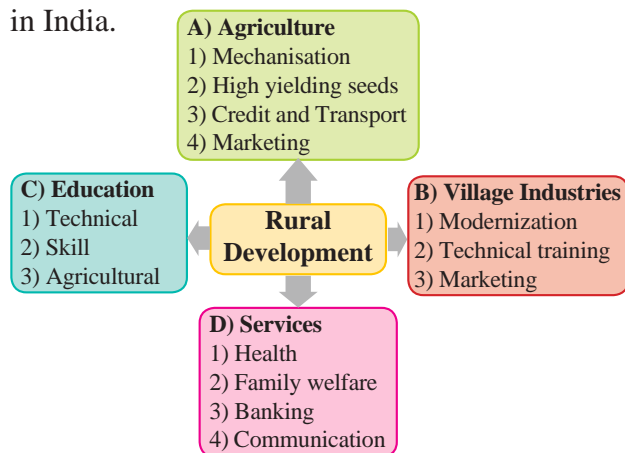 in India.
A) Agriculture
1) Mechanisation
2) High yielding seeds
3) Credit and Transport
4) Marketing
C) Education
1) Technical
2) Skill
3) Agricultural
Rural
Development
B) Village Industries
1) Modernization
2) Technical training
3) Marketing
D) Services
1) Health
2) Family welfare
3) Banking
4) Communication